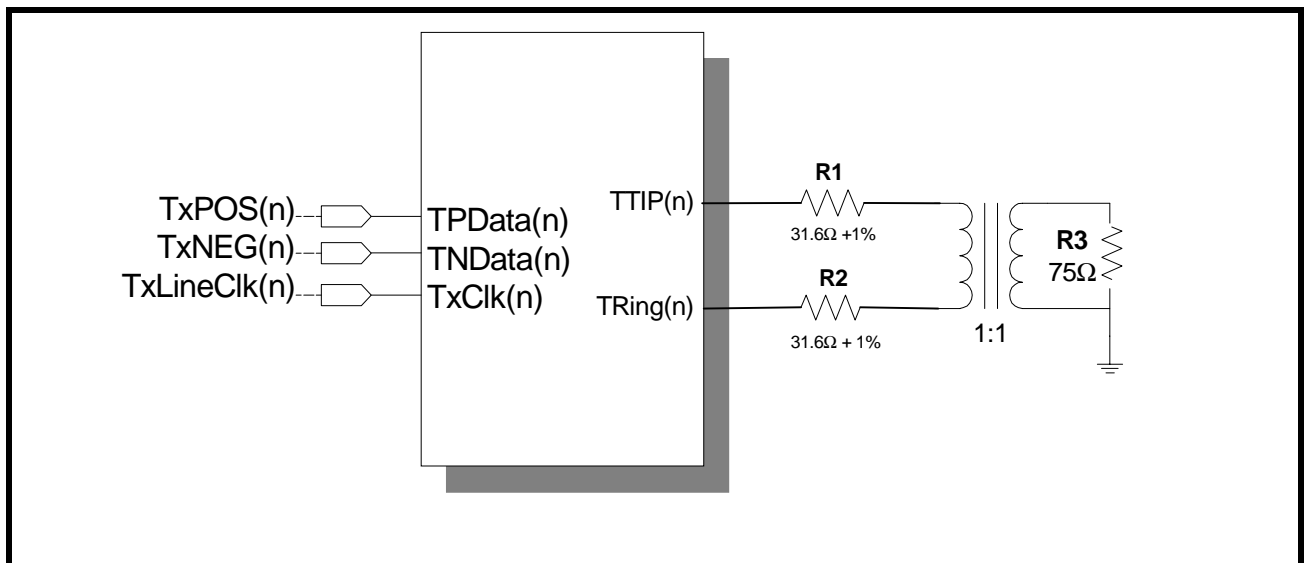 TxPOS(n)
TxNEG(n)
TxLineClk(n)
TPData(n)
TNData(n)
TxClk(n)
TTIP(n)
TRing(n)
R1
31.6Ω +1%
R2
31.6Ω + 1%
1:1
R3
75Ω